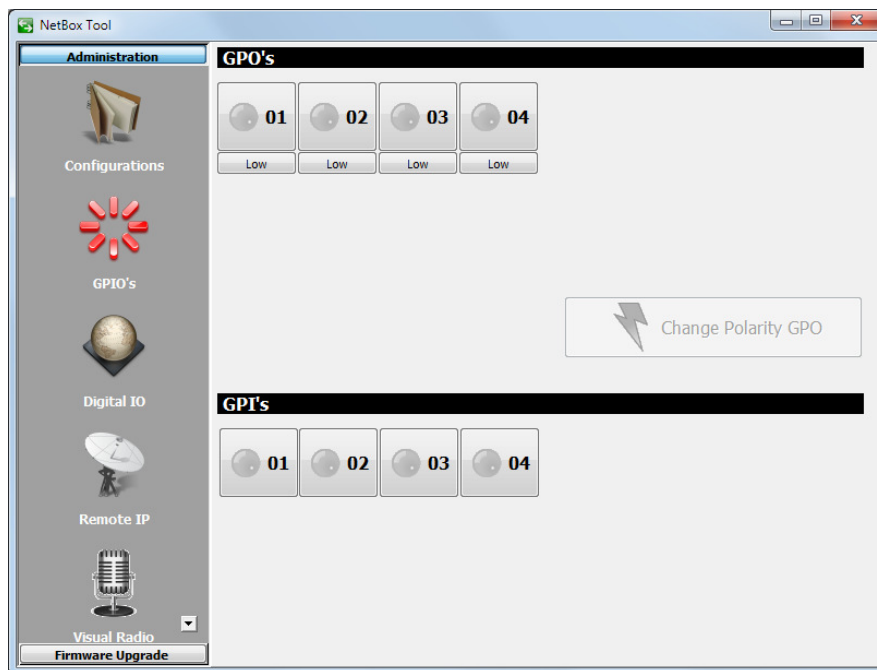 NetBox Tool
Administration
Configurations
GPIO's
Digital IO
Remote IP
Visual Radio
Firmware Upgrade
GPO's
01 02 03 04
Low Low Low Low
Change Polarity GPO
GPI's
01 02 03 04